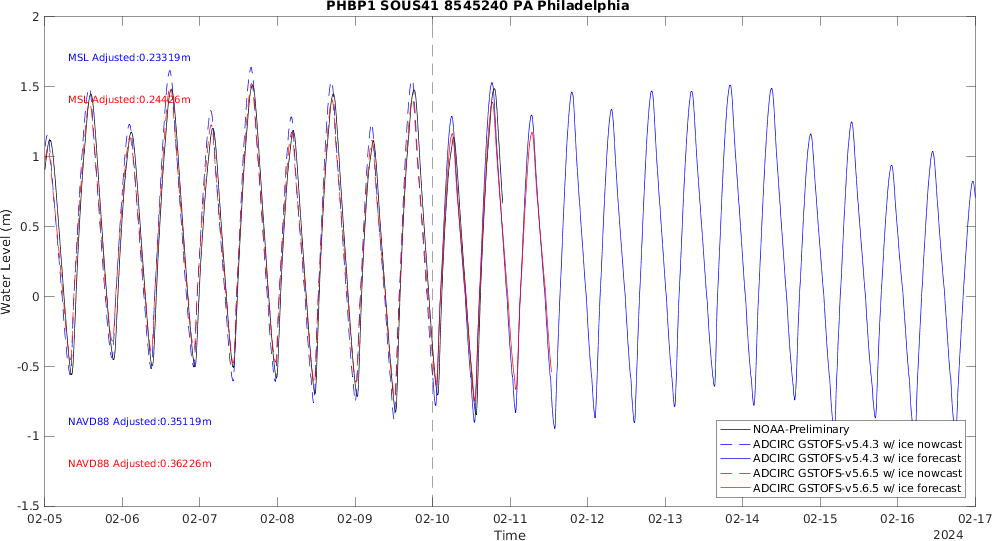 PHBP1 SOUS41 8545240 PA Philadelphia
2
1.5
1
0.5
0
-0.5
-1
-1.5
Water Level (m)
MSL Adjusted:0.23319m
MSL Adjusted:0.24426m
NAVD88 Adjusted:0.35119m
NAVD88 Adjusted:0.36226m
NOAA-Preliminary
ADCIRC GSTOFS-v5.4.3 w/ ice nowcast
ADCIRC GSTOFS-v5.4.3 w/ ice forecast
ADCIRC GSTOFS-v5.6.5 w/ ice nowcast
ADCIRC GSTOFS-v5.6.5 w/ ice forecast
02-05 02-06 02-07 02-08 02-09 02-10 02-11 02-12 02-13 02-14 02-15 02-16 02-17
Time
2024